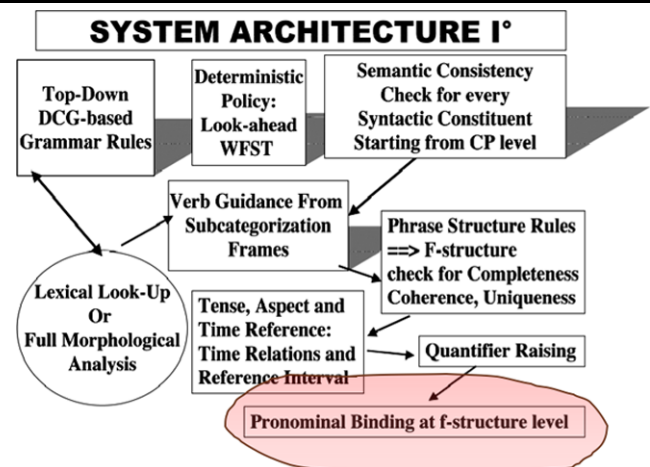 SYSTEM ARCHITECTURE I°
Top-Down
DCG-based
Grammar Rules
Deterministic
Policy:
Look-ahead
WFST
Semantic Consistency
Check for every
Syntactic Constituent
Starting from CP level
Verb Guidance From
Subcategorization
Frames
Phrase Structure Rules
==> F-structure
check for Completeness
Coherence, Uniqueness
Lexical Look-Up
Or
Full Morphological
Analysis
Tense, Aspect and
Time Reference:
Time Relations and
Reference Interval
Quantifier Raising
Pronominal Binding at f-structure level